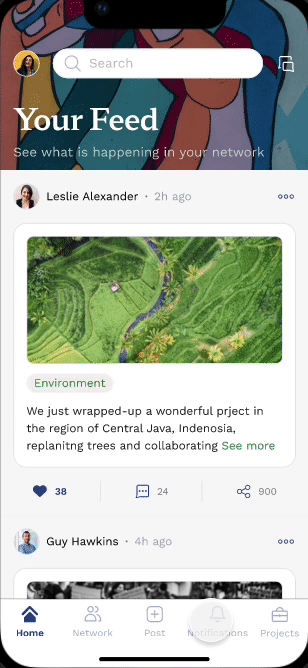 Search
Your Feed
See what is happening in your network
Leslie Alexander • 2h ago
Environment
We just wrapped-up a wonderful prject in
the region of Central Java, Indenosia,
replanitng trees and collaborating See more
38
24
900
Guy Hawkins • 4h ago
Home
Network
Post
Notifications
Projects